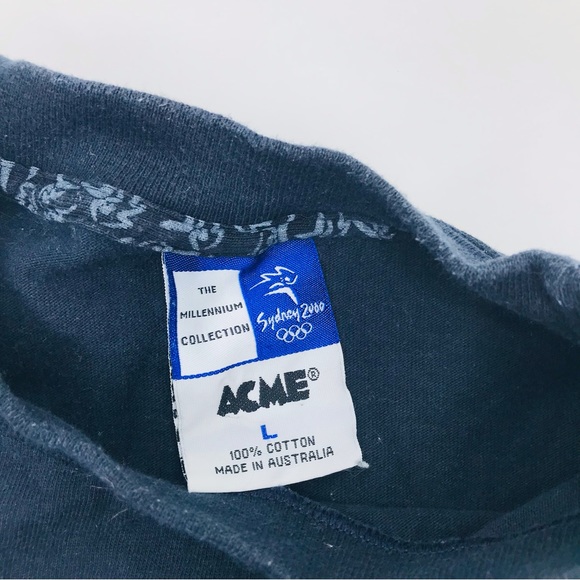 THE
MILLENNIUM
COLLECTION
Sydney 2000
ACME®
L
100% COTTON
MADE IN AUSTRALIA